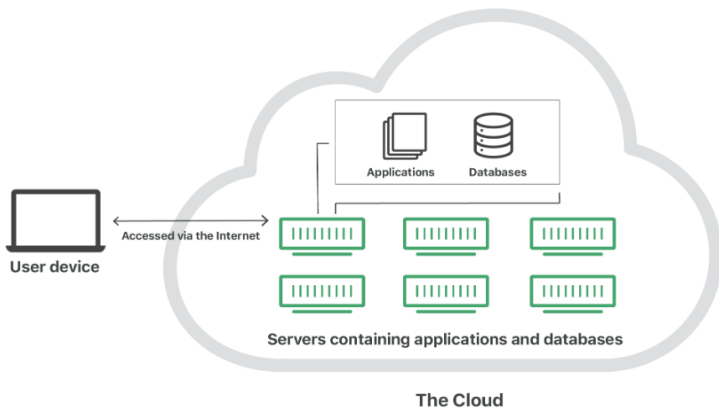 Applications
Databases
Accessed via the Internet
User device
Servers containing applications and databases
The Cloud